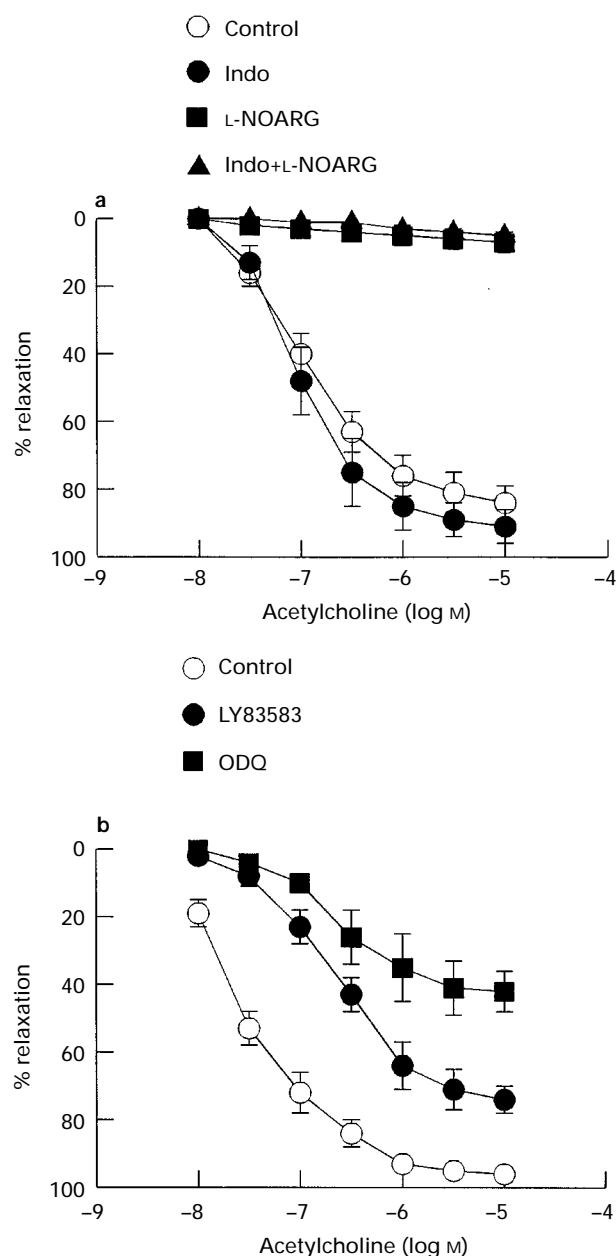 Control
Indo
L-NOARG
Indo+L-NOARG
a
0
20
40
60
80
100
% relaxation
–9 –8 –7 –6 –5 –4
Acetylcholine (log M)
Control
LY83583
ODQ
b
0
20
40
60
80
100
% relaxation
–9 –8 –7 –6 –5 –4
Acetylcholine (log M)